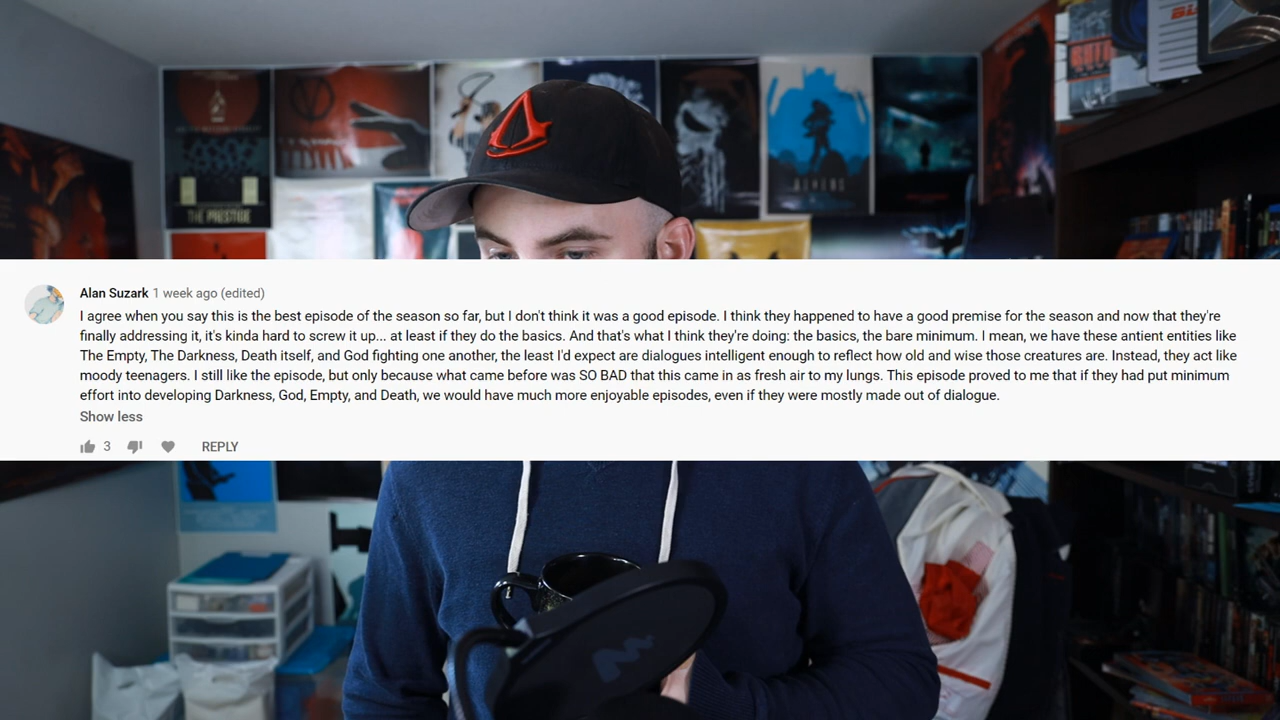 THE PRESTIGE
ALIENS
Alan Suzark 1 week ago (edited)
I agree when you say this is the best episode of the season so far, but I don't think it was a good episode. I think they happened to have a good premise for the season and now that they're
finally addressing it, it's kinda hard to screw it up... at least if they do the basics. And that's what I think they're doing: the basics, the bare minimum. I mean, we have these antient entities like
The Empty, The Darkness, Death itself, and God fighting one another, the least I'd expect are dialogues intelligent enough to reflect how old and wise those creatures are. Instead, they act like
moody teenagers. I still like the episode, but only because what came before was SO BAD that this came in as fresh air to my lungs. This episode proved to me that if they had put minimum
effort into developing Darkness, God, Empty, and Death, we would have much more enjoyable episodes, even if they were mostly made out of dialogue.
Show less
3 REPLY